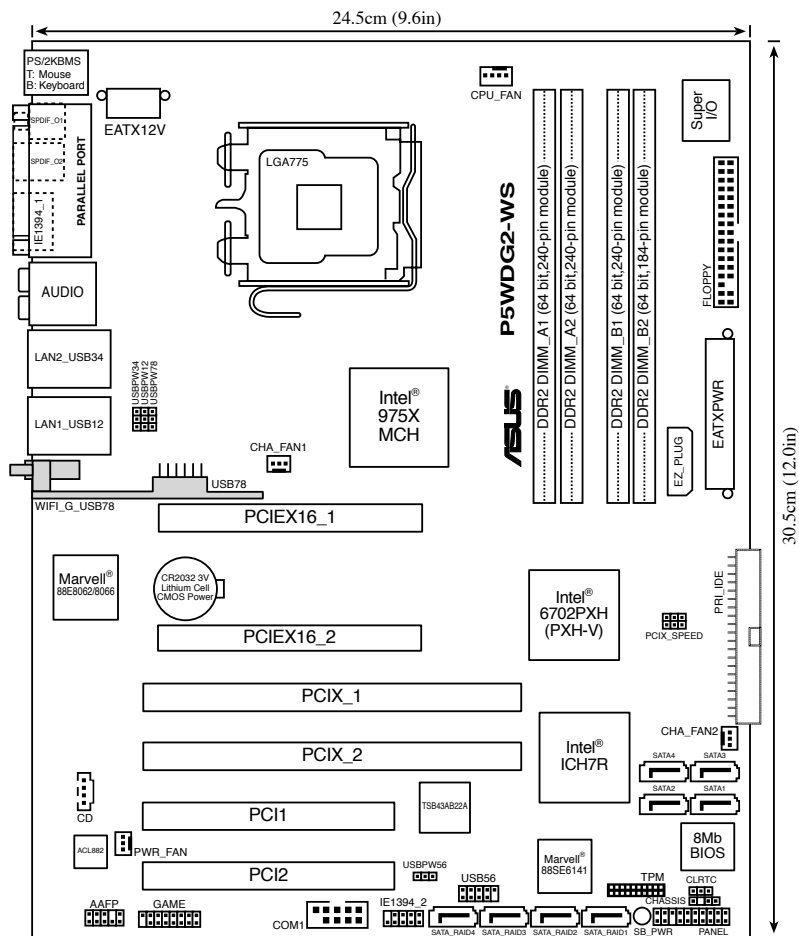 24.5cm (9.6in)
PS/2KBMS
T: Mouse
B: Keyboard
EATX12V
CPU_FAN
Super
I/O
SPDIF_O1
SPDIF_O2
PARALLEL PORT
IE1394_1
LGA775
AUDIO
LAN2_USB34
LAN1_USB12
USBPW34
USBPW12
USBPW78
CHA_FAN1
Intel®
975X
MCH
P5WDG2-WS
ASUS®
DDR2 DIMM_A1 (64 bit,240-pin module)
DDR2 DIMM_A2 (64 bit,240-pin module)
DDR2 DIMM_B1 (64 bit,240-pin module)
DDR2 DIMM_B2 (64 bit,184-pin module)
FLOPPY
EZ_PLUG
EATXPWR
30.5cm (12.0in)
USB78
WIFI_G_USB78
PCIEX16_1
Marvell®
88E8062/8066
CR2032 3V
Lithium Cell
CMOS Power
PCIEX16_2
Intel®
6702PXH
(PXH-V)
PCIX_SPEED
PRI_IDE
PCIX_1
PCIX_2
Intel®
ICH7R
CHA_FAN2
SATA4
SATA3
SATA2
SATA1
CD
PCI1
TSB43AB22A
ACL882
PWR_FAN
PCI2
USBPW56
USB56
Marvell®
88SE6141
8Mb
BIOS
TPM
CLRTC
CHASSIS
AAFP
GAME
COM1
IE1394_2
SATA_RAID4
SATA_RAID3
SATA_RAID2
SATA_RAID1
SB_PWR
PANEL